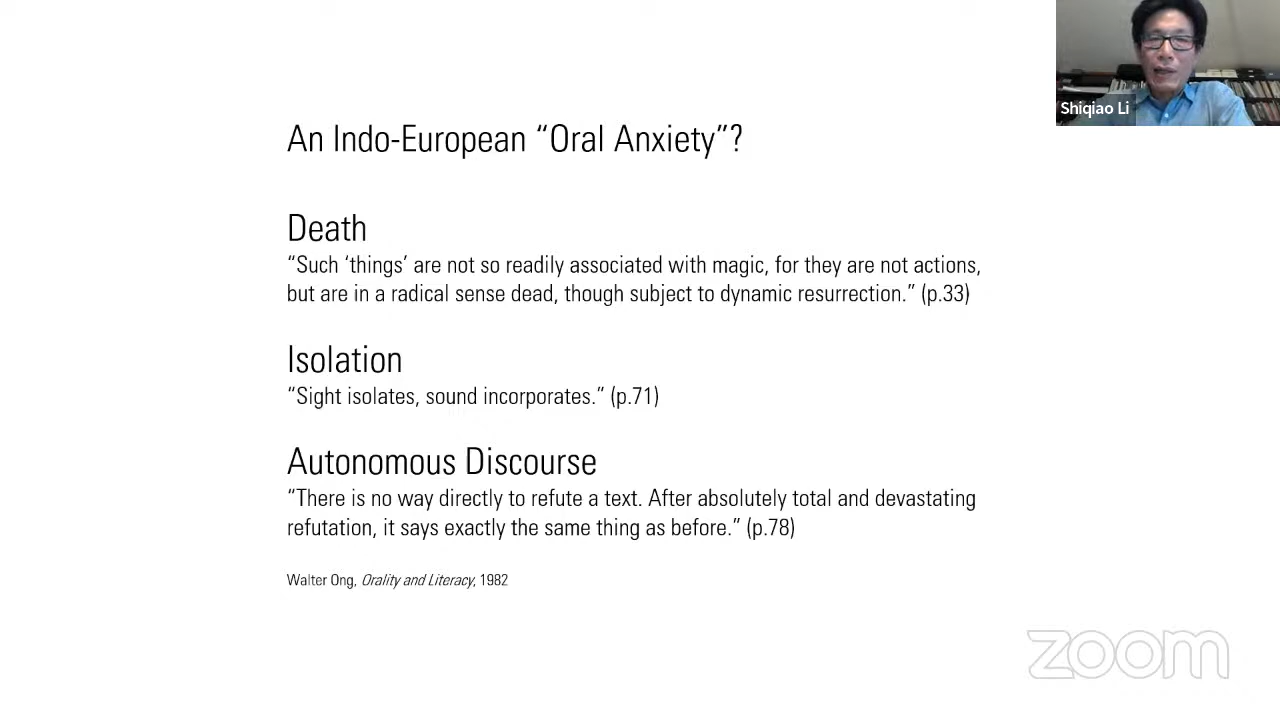 Shiqiao Li
An Indo-European “Oral Anxiety”?
Death
“Such ‘things’ are not so readily associated with magic, for they are not actions,
but are in a radical sense dead, though subject to dynamic resurrection.” (p.33)
Isolation
“Sight isolates, sound incorporates.” (p.71)
Autonomous Discourse
“There is no way directly to refute a text. After absolutely total and devastating
refutation, it says exactly the same thing as before.” (p.78)
Walter Ong, Orality and Literacy, 1982
zoom